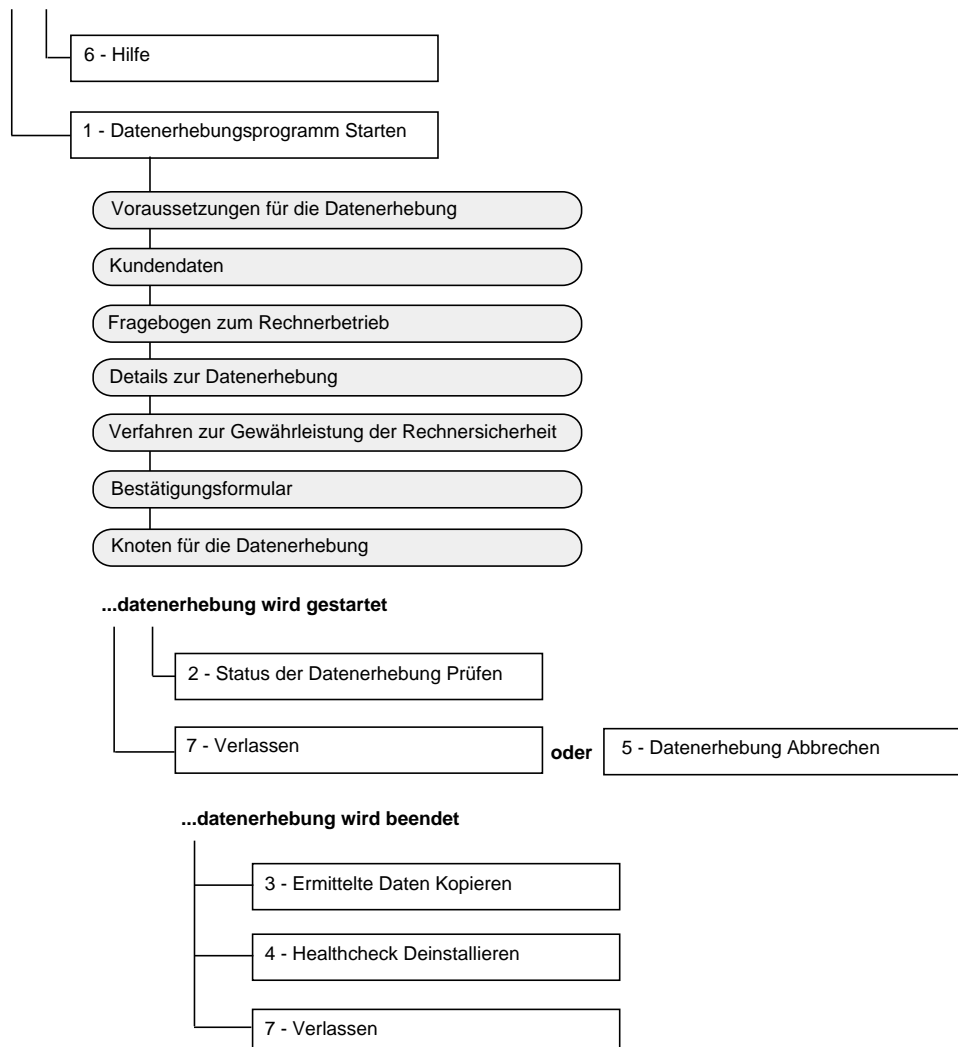 6 - Hilfe
1 - Datenerhebungsprogramm Starten
Voraussetzungen für die Datenerhebung
Kundendaten
Fragebogen zum Rechnerbetrieb
Details zur Datenerhebung
Verfahren zur Gewährleistung der Rechnersicherheit
Bestätigungsformular
Knoten für die Datenerhebung
...datenerhebung wird gestartet
2 - Status der Datenerhebung Prüfen
7 - Verlassen oder 5 - Datenerhebung Abbrechen
...datenerhebung wird beendet
3 - Ermittelte Daten Kopieren
4 - Healthcheck Deinstallieren
7 - Verlassen